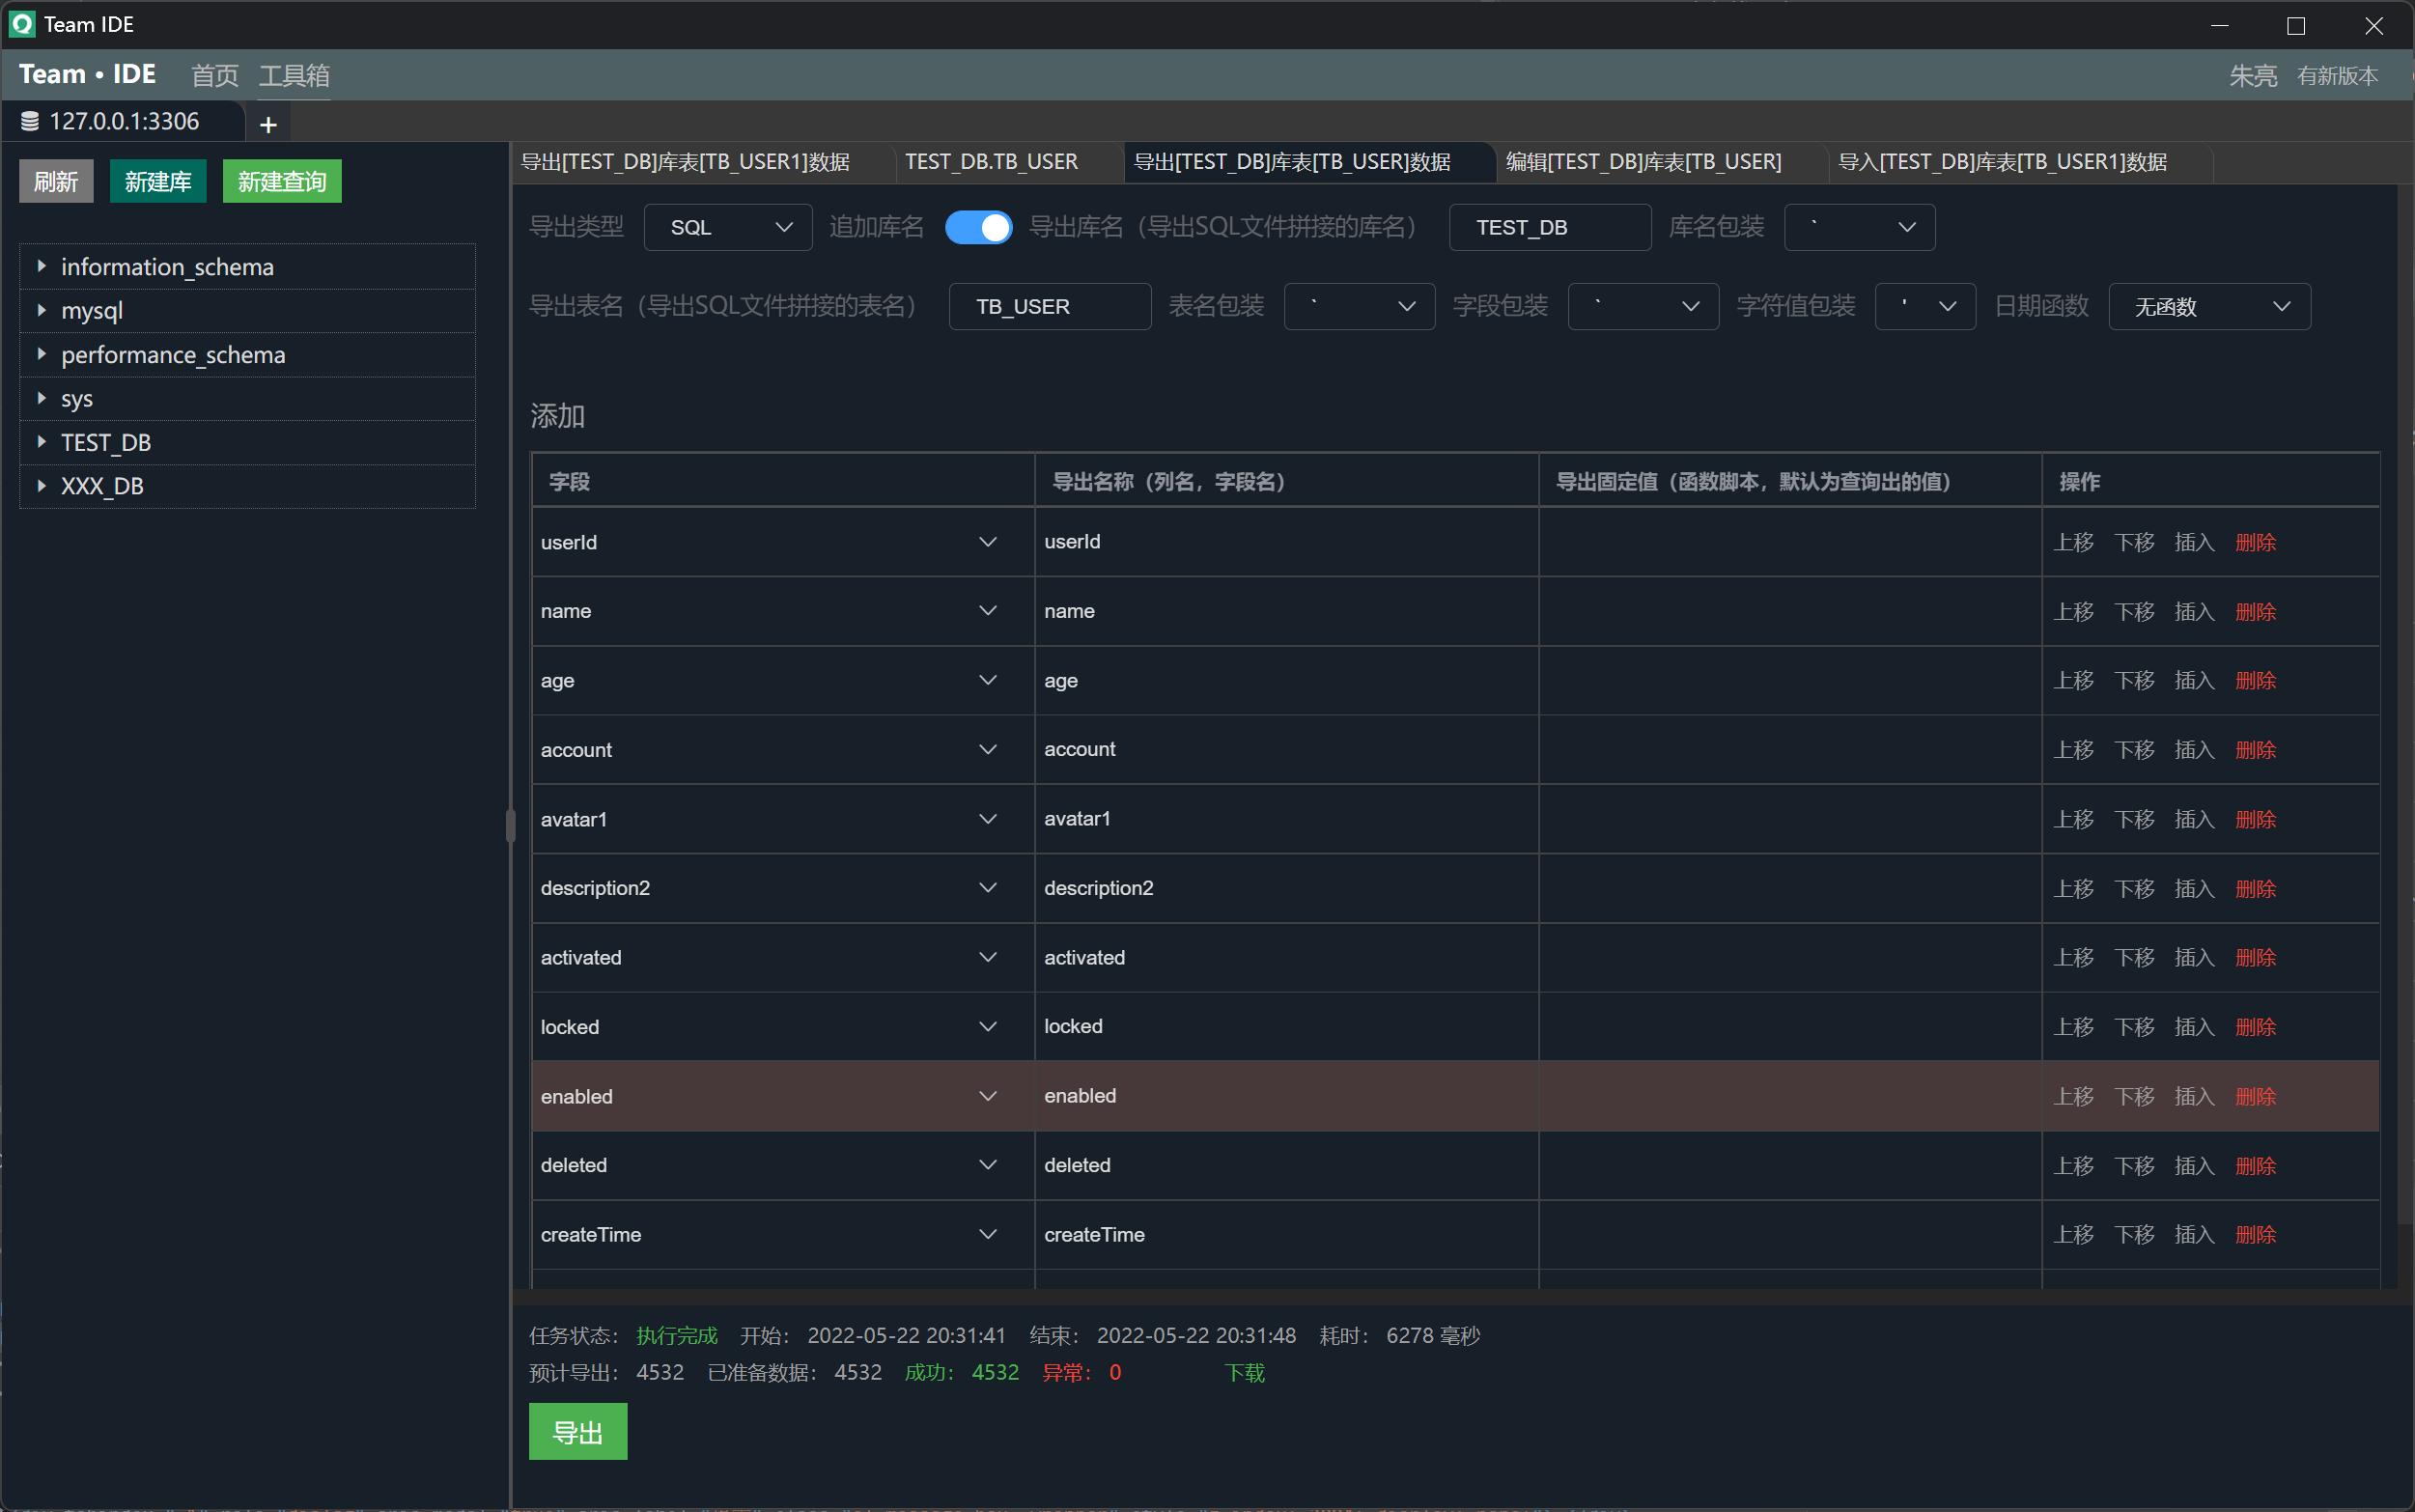 Team IDE
Team • IDE 首页 工具箱 朱亮 有新版本
127.0.0.1:3306 +
刷新 新建库 新建查询
information_schema
mysql
performance_schema
sys
TEST_DB
XXX_DB
导出[TEST_DB]库表[TB_USER1]数据 TEST_DB.TB_USER 导出[TEST_DB]库表[TB_USER]数据 编辑[TEST_DB]库表[TB_USER] 导入[TEST_DB]库表[TB_USER1]数据
导出类型 SQL 追加库名 导出库名（导出SQL文件拼接的库名） TEST_DB 库名包装 `
导出表名（导出SQL文件拼接的表名） TB_USER 表名包装 ` 字段包装 ` 字符值包装 ' 日期函数 无函数
添加
字段 导出名称（列名，字段名） 导出固定值（函数脚本，默认为查询出的值） 操作
userId userId 上移 下移 插入 删除
name name 上移 下移 插入 删除
age age 上移 下移 插入 删除
account account 上移 下移 插入 删除
avatar1 avatar1 上移 下移 插入 删除
description2 description2 上移 下移 插入 删除
activated activated 上移 下移 插入 删除
locked locked 上移 下移 插入 删除
enabled enabled 上移 下移 插入 删除
deleted deleted 上移 下移 插入 删除
createTime createTime 上移 下移 插入 删除
任务状态： 执行完成 开始： 2022-05-22 20:31:41 结束： 2022-05-22 20:31:48 耗时： 6278 毫秒
预计导出： 4532 已准备数据： 4532 成功： 4532 异常： 0 下载
导出